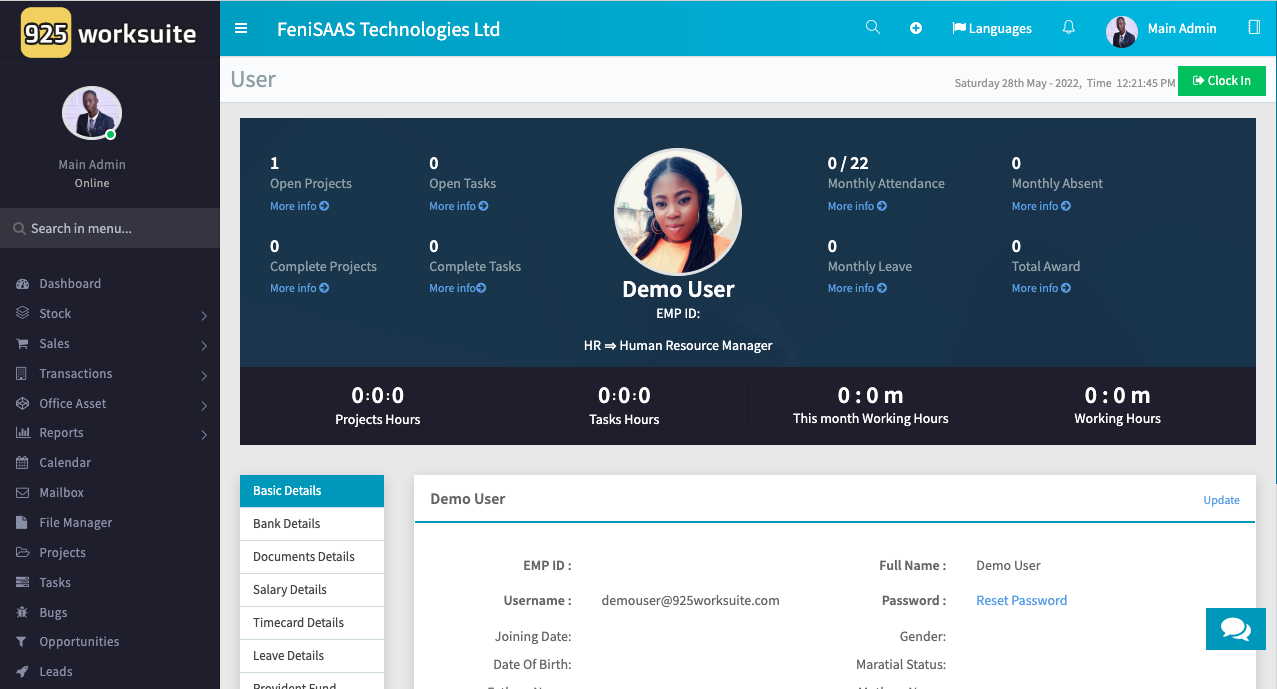 925 worksuite
FeniSAAS Technologies Ltd
Languages
Main Admin
User
Saturday 28th May - 2022, Time 12:21:45 PM
Clock In
Main Admin
Online
Search in menu...
Dashboard
Stock
Sales
Transactions
Office Asset
Reports
Calendar
Mailbox
File Manager
Projects
Tasks
Bugs
Opportunities
Leads
1
Open Projects
More info
0
Open Tasks
More info
0 / 22
Monthly Attendance
More info
0
Monthly Absent
More info
0
Complete Projects
More info
0
Complete Tasks
More info
0
Monthly Leave
More info
0
Total Award
More info
Demo User
EMP ID:
HR ⇒ Human Resource Manager
0:0:0
Projects Hours
0:0:0
Tasks Hours
0 : 0 m
This month Working Hours
0 : 0 m
Working Hours
Basic Details
Bank Details
Documents Details
Salary Details
Timecard Details
Leave Details
Provident Fund
Demo User
Update
EMP ID :
Full Name : Demo User
Username : demouser@925worksuite.com
Password : Reset Password
Joining Date:
Gender:
Date Of Birth:
Maratial Status: